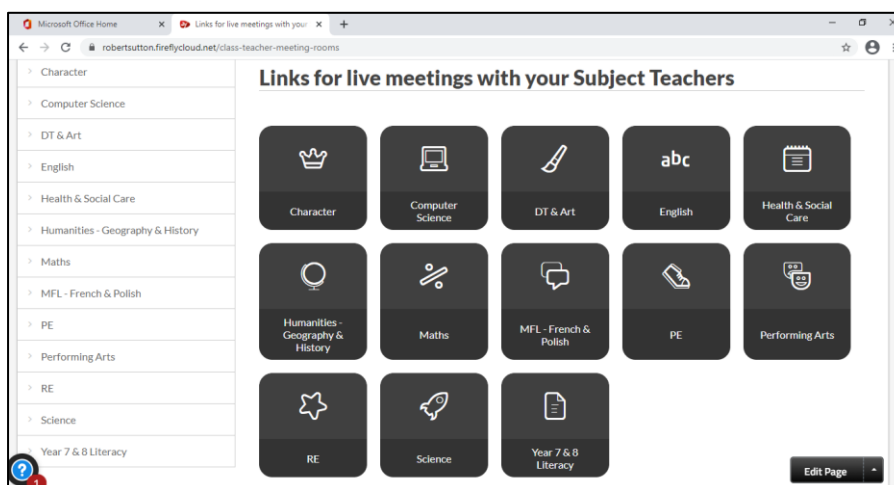 Microsoft Office Home
Links for live meetings with your
robertsutton.fireflycloud.net/class-teacher-meeting-rooms
Character
Computer Science
DT & Art
English
Health & Social Care
Humanities - Geography & History
Maths
MFL - French & Polish
PE
Performing Arts
RE
Science
Year 7 & 8 Literacy
1
Links for live meetings with your Subject Teachers
Character
Computer
Science
DT & Art
abc
English
Health & Social
Care
Humanities -
Geography &
History
Maths
MFL - French &
Polish
PE
Performing Arts
RE
Science
Year 7 & 8
Literacy
Edit Page